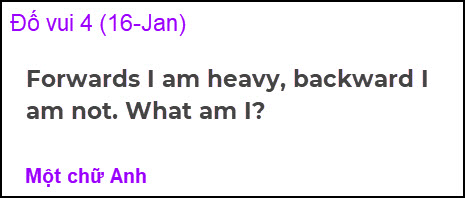 Đố vui 4 (16-Jan)
Forwards I am heavy, backward I
am not. What am I?
Một chữ Anh